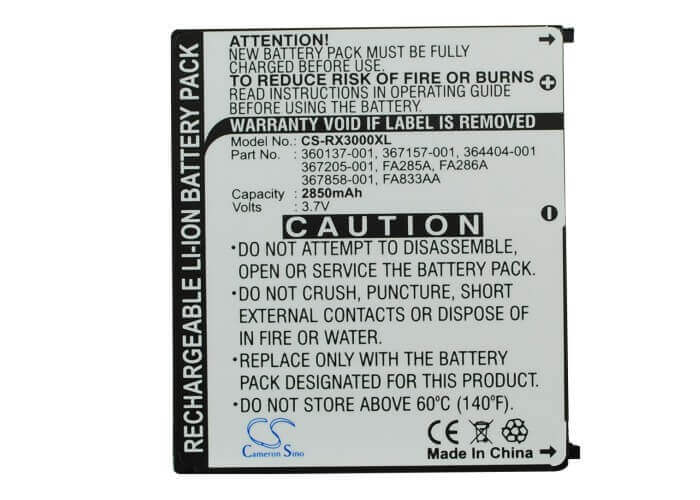 RECHARGEABLE LI-ION BATTERY PACK
ATTENTION!
NEW BATTERY PACK MUST BE FULLY
CHARGED BEFORE USE.
TO REDUCE RISK OF FIRE OR BURNS
READ INSTRUCTIONS IN OPERATING GUIDE
BEFORE USING THE BATTERY.
WARRANTY VOID IF LABEL IS REMOVED
Model No.: CS-RX3000XL
Part No. : 360137-001, 367157-001, 364404-001
367205-001, FA285A, FA286A
367858-001, FA833AA
Capacity : 2850mAh
Volts : 3.7V
CAUTION
•DO NOT ATTEMPT TO DISASSEMBLE,
OPEN OR SERVICE THE BATTERY PACK.
•DO NOT CRUSH, PUNCTURE, SHORT
EXTERNAL CONTACTS OR DISPOSE
IN FIRE OR WATER.
•REPLACE ONLY WITH THE BATTERY
PACK DESIGNATED FOR THIS PRODUCT.
•DO NOT STORE ABOVE 60°C (140°F).
CS
Cameron Sino
CE
Made In China